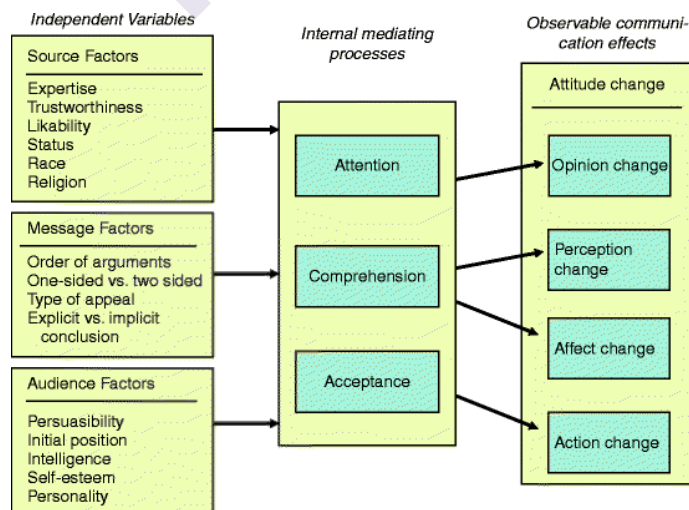 Independent Variables
Source Factors
Expertise
Trustworthiness
Likability
Status
Race
Religion
Message Factors
Order of arguments
One-sided vs. two sided
Type of appeal
Explicit vs. implicit
conclusion
Audience Factors
Persuasibility
Initial position
Intelligence
Self-esteem
Personality
Internal mediating
processes
Attention
Comprehension
Acceptance
Observable communi-
cation effects
Attitude change
Opinion change
Perception
change
Affect change
Action change